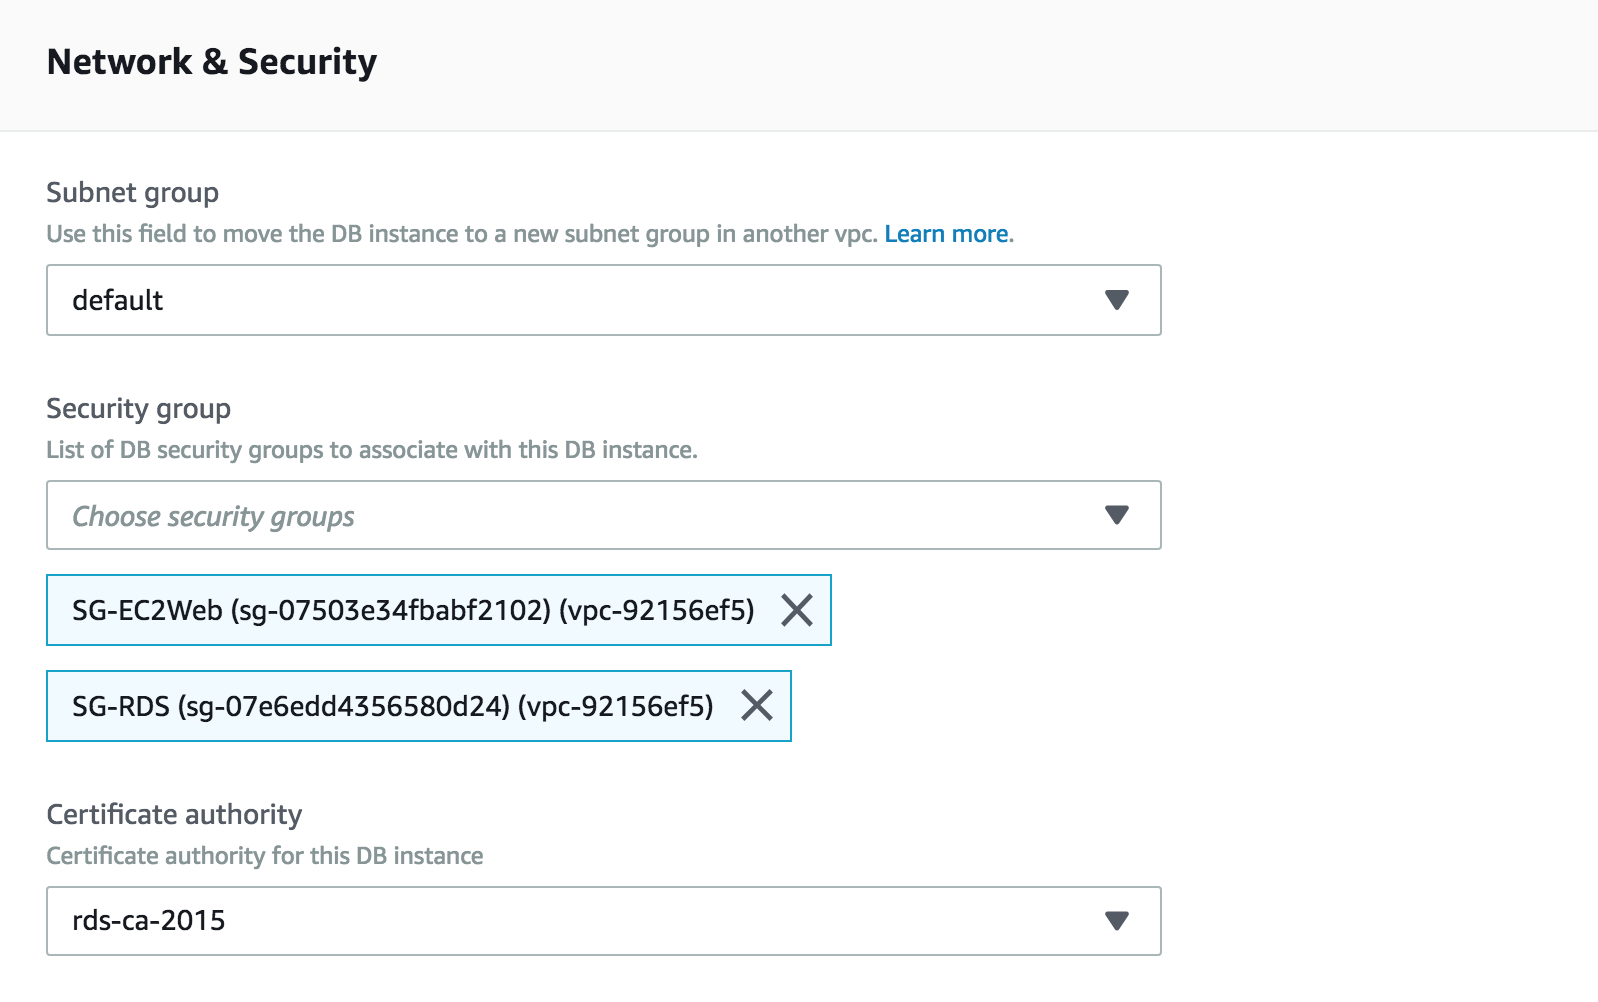 Network & Security
Subnet group
Use this field to move the DB instance to a new subnet group in another vpc. Learn more.
default
Security group
List of DB security groups to associate with this DB instance.
Choose security groups
SG-EC2Web (sg-07503e34fbabf2102) (vpc-92156ef5)
SG-RDS (sg-07e6edd4356580d24) (vpc-92156ef5)
Certificate authority
Certificate authority for this DB instance
rds-ca-2015